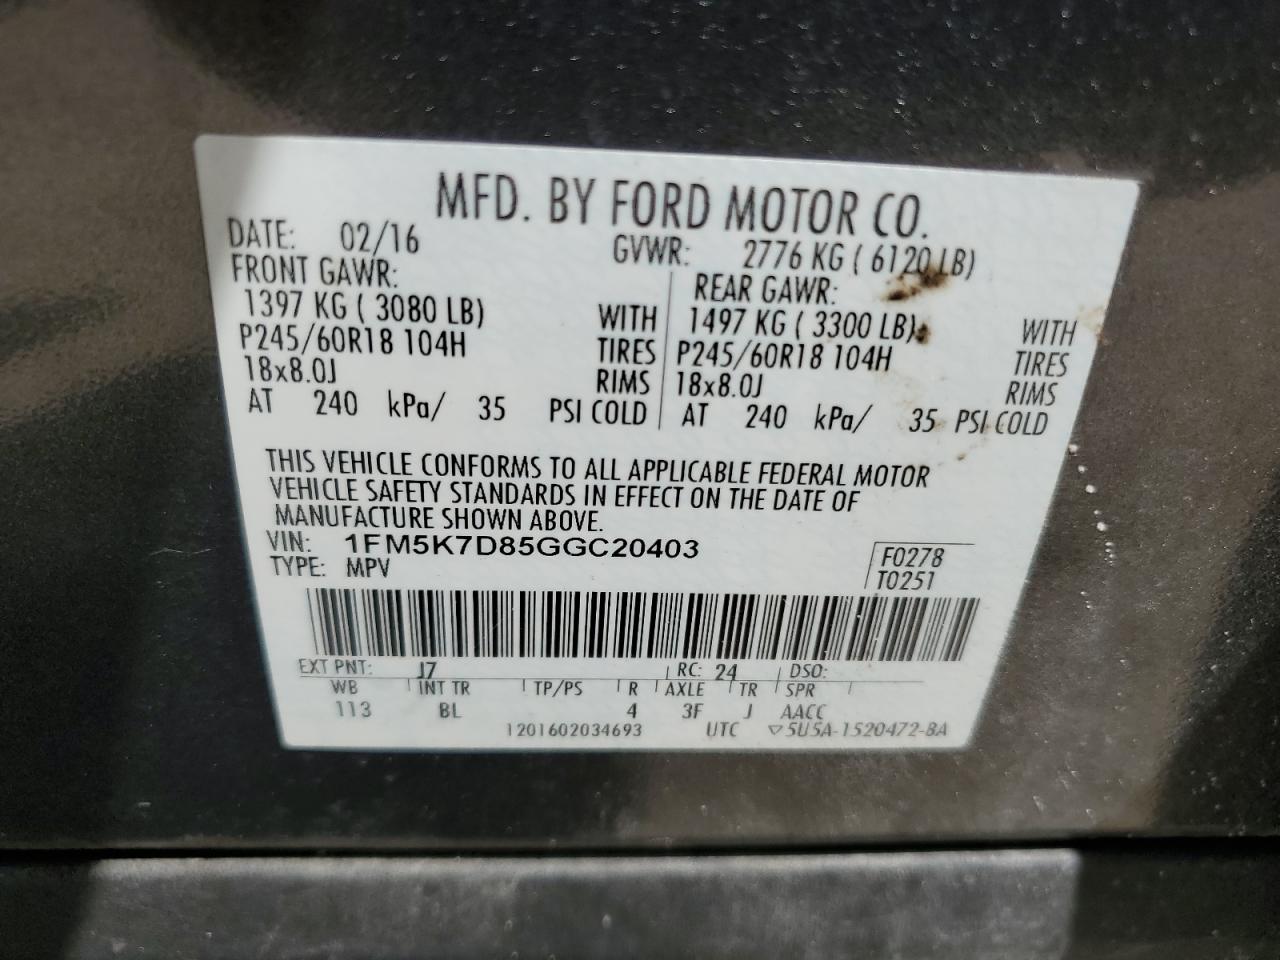 MFD. BY FORD MOTOR CO.
DATE: 02/16 GVWR: 2776 KG ( 6120 LB)
FRONT GAWR: REAR GAWR:
1397 KG ( 3080 LB) WITH 1497 KG ( 3300 LB) WITH
P245/60R18 104H TIRES P245/60R18 104H TIRES
18x8.0J RIMS 18x8.0J RIMS
AT 240 kPa/ 35 PSI COLD AT 240 kPa/ 35 PSI COLD
THIS VEHICLE CONFORMS TO ALL APPLICABLE FEDERAL MOTOR
VEHICLE SAFETY STANDARDS IN EFFECT ON THE DATE OF
MANUFACTURE SHOWN ABOVE.
VIN: 1FM5K7D85GGC20403 F0278
TYPE: MPV T0251
EXT PNT: J7 RC: 24 DSO:
WB INT TR TP/PS R AXLE TR SPR
113 BL 4 3F J AACC
1201602034693 UTC ▽5U5A-1520472-BA